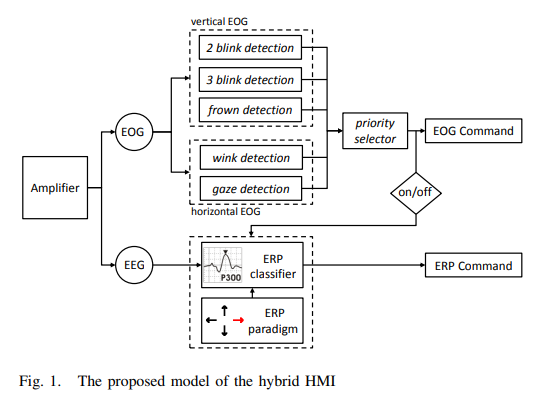 vertical EOG
2 blink detection
3 blink detection
frown detection
EOG
priority
selector
EOG Command
wink detection
gaze detection
horizontal EOG
Amplifier
on/off
EEG
P300
ERP
classifier
ERP Command
ERP
paradigm
Fig. 1. The proposed model of the hybrid HMI